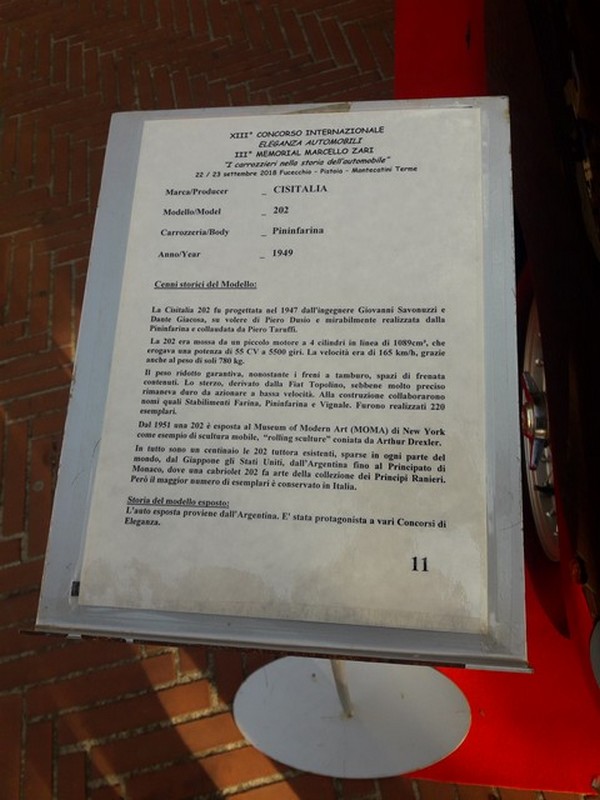 XIII° CONCORSO INTERNAZIONALE
ELEGANZA AUTOMOBILI
III° MEMORIAL MARCELLO ZARI
"I carrozzieri nella storia dell'automobile"
22 / 23 settembre 2018 Fucecchio - Pistoia - Montecatini Terme
Marca/Producer _ CISITALIA
Modello/Model _ 202
Carrozzeria/Body _ Pininfarina
Anno/Year _ 1949
Cenni storici del Modello:
La Cisitalia 202 fu progettata nel 1947 dall'ingegnere Giovanni Savonuzzi e
Dante Giacosa, su volere di Piero Dusio e mirabilmente realizzata dalla
Pininfarina e collaudata da Piero Taruffi.
La 202 era mossa da un piccolo motore a 4 cilindri in linea di 1089cm³, che
erogava una potenza di 55 CV a 5500 giri. La velocità era di 165 km/h, grazie
anche al peso di soli 780 kg.
Il peso ridotto garantiva, nonostante i freni a tamburo, spazi di frenata
contenuti. Lo sterzo, derivato dalla Fiat Topolino, sebbene molto preciso
rimaneva duro da azionare a bassa velocità. Alla costruzione collaborarono
nomi quali Stabilimenti Farina, Pininfarina e Vignale. Furono realizzati 220
esemplari.
Dal 1951 una 202 è esposta al Museum of Modern Art (MOMA) di New York
come esempio di scultura mobile, "rolling sculture" coniata da Arthur Drexler.
In tutto sono un centinaio le 202 tuttora esistenti, sparse in ogni parte del
mondo, dal Giappone gli Stati Uniti, dall'Argentina fino al Principato di
Monaco, dove una cabriolet 202 fa arte della collezione dei Principi Ranieri.
Però il maggior numero di esemplari è conservato in Italia.
Storia del modello esposto:
L'auto esposta proviene dall'Argentina. E' stata protagonista a vari Concorsi di
Eleganza.
11